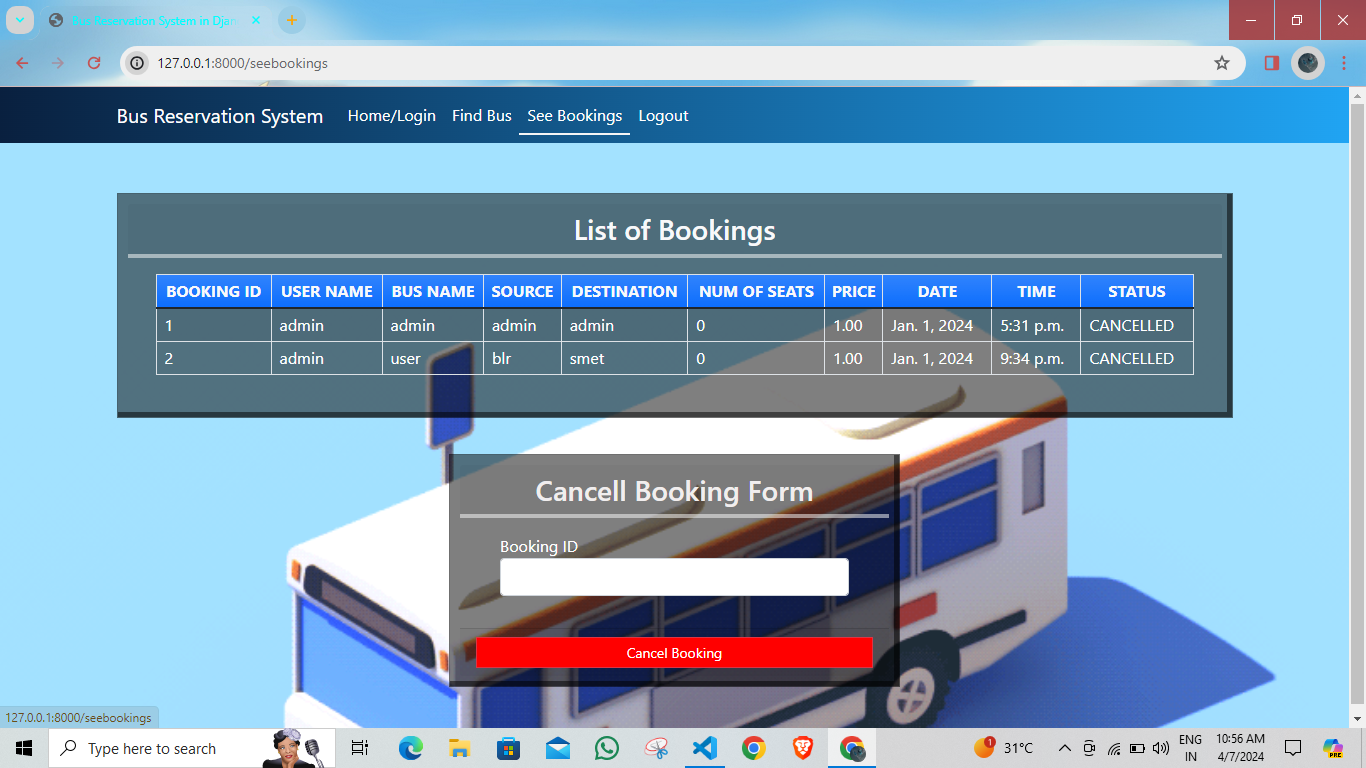 Bus Reservation System in Djan
127.0.0.1:8000/seebookings
Bus Reservation System Home/Login Find Bus See Bookings Logout
List of Bookings
BOOKING ID USER NAME BUS NAME SOURCE DESTINATION NUM OF SEATS PRICE DATE TIME STATUS
1 admin admin admin admin 0 1.00 Jan. 1, 2024 5:31 p.m. CANCELLED
2 admin user blr smet 0 1.00 Jan. 1, 2024 9:34 p.m. CANCELLED
Cancell Booking Form
Booking ID
Cancel Booking
127.0.0.1:8000/seebookings
Type here to search
1
31°C
ENG
IN
10:56 AM
4/7/2024
PRE